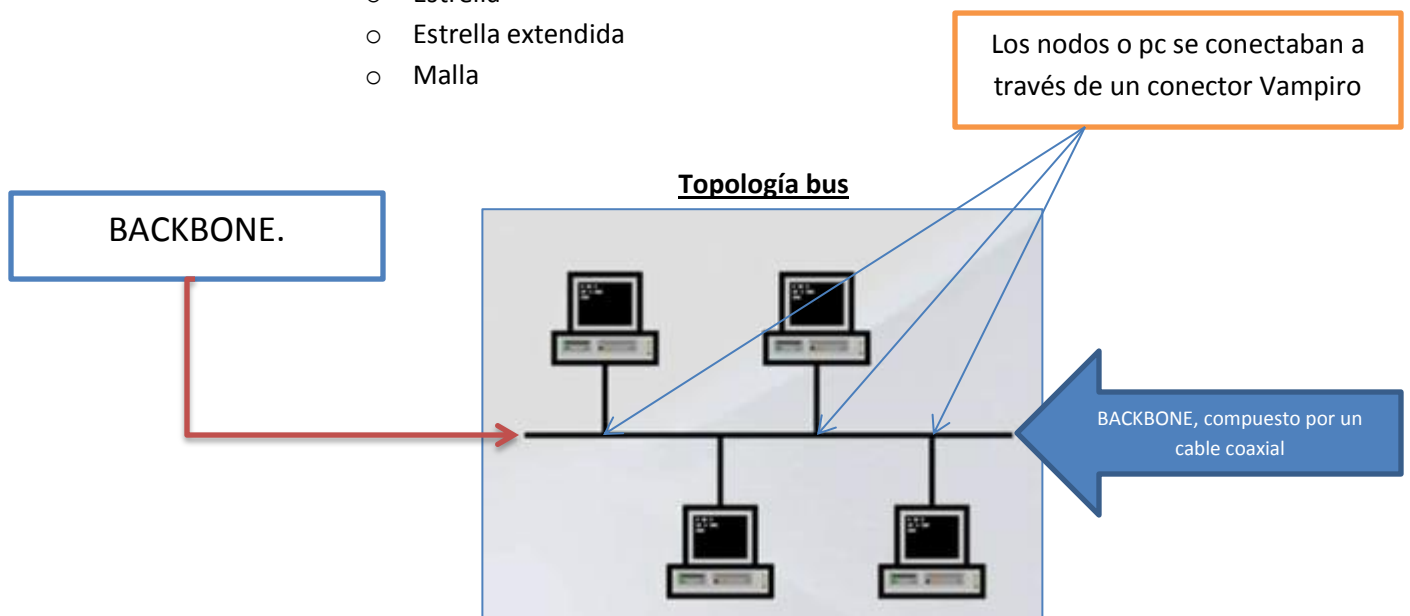 o Estrella
o Estrella extendida
o Malla
Los nodos o pc se conectaban a
través de un conector Vampiro
Topología bus
BACKBONE.
BACKBONE, compuesto por un
cable coaxial